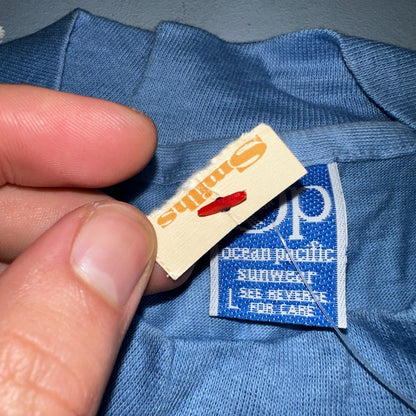 Smiths
Op
ocean pacific
sunwear
L SEE REVERSE
FOR CARE